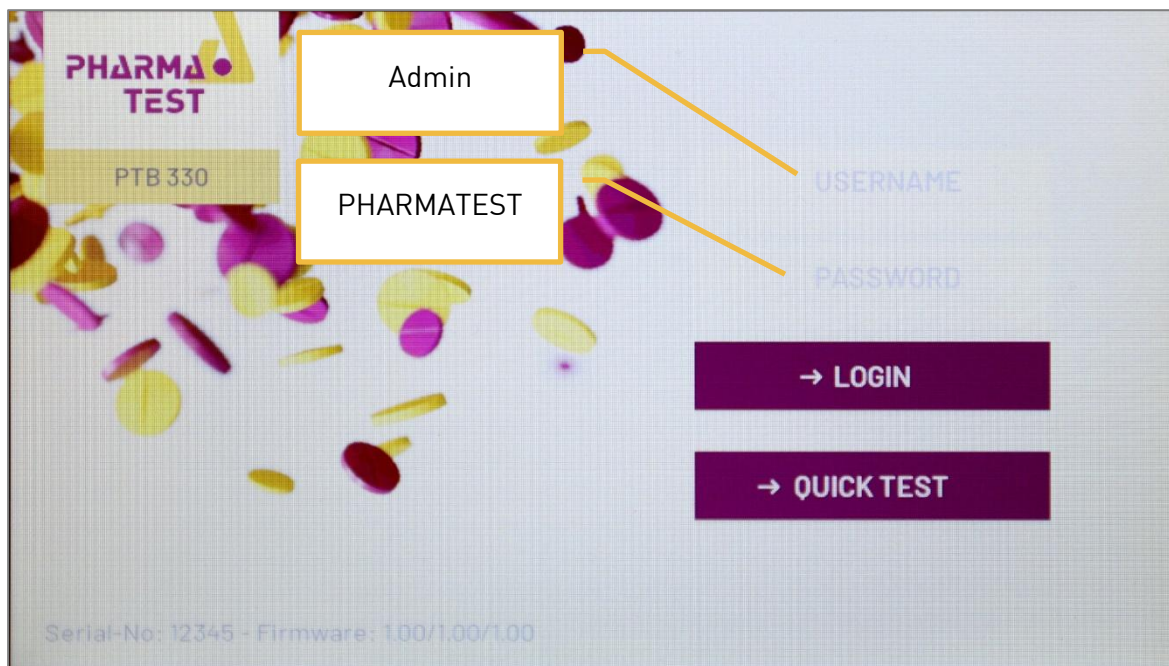 PHARMA
TEST
PTB 330
Admin
PHARMATEST
USERNAME
PASSWORD
→ LOGIN
→ QUICK TEST
Serial-No: 12345 - Firmware: 1.00/1.00/1.00